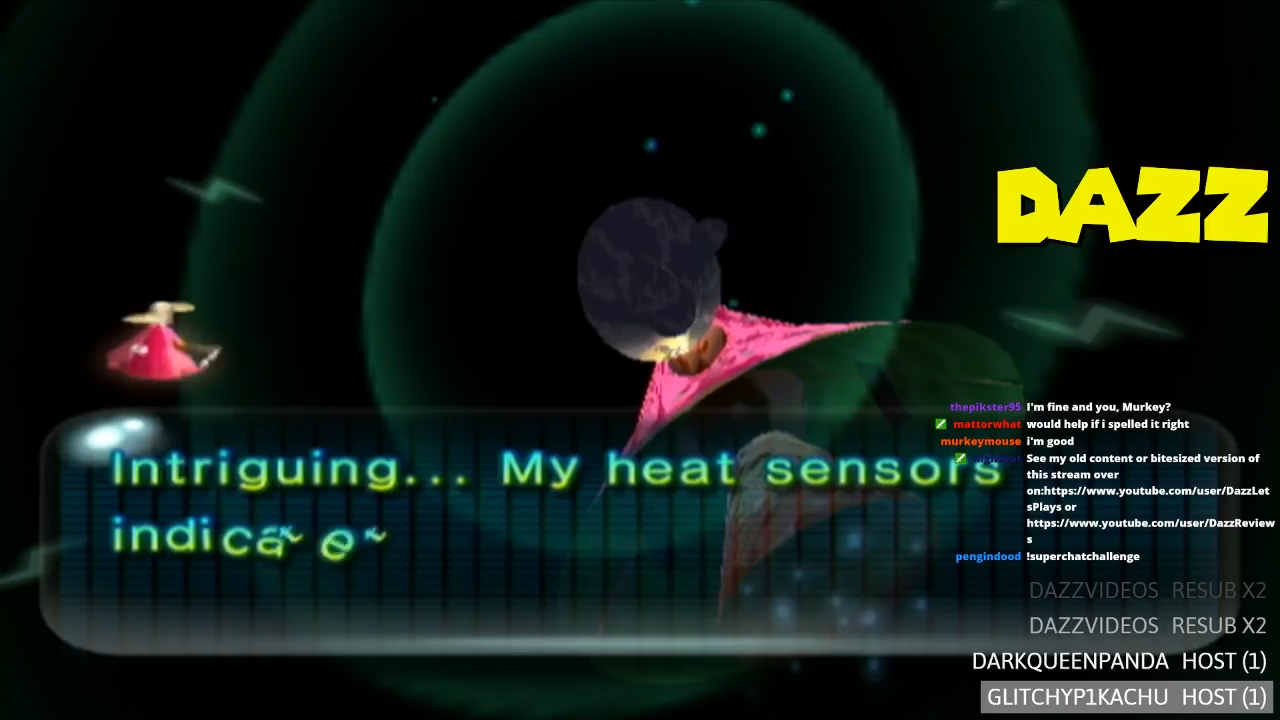 DAZZ
thepikster95 I'm fine and you, Murkey?
mattorwhat would help if i spelled it right
murkeymouse i'm good
See my old content or bitesized version of
this stream over
on:https://www.youtube.com/user/DazzLet
sPlays or
https://www.youtube.com/user/DazzReview
s
pengindood !superchatchallenge
Intriguing... My heat sensors
DAZZVIDEOS RESUB X2
DAZZVIDEOS RESUB X2
DARKQUEENPANDA HOST (1)
GLITCHYP1KACHU HOST (1)